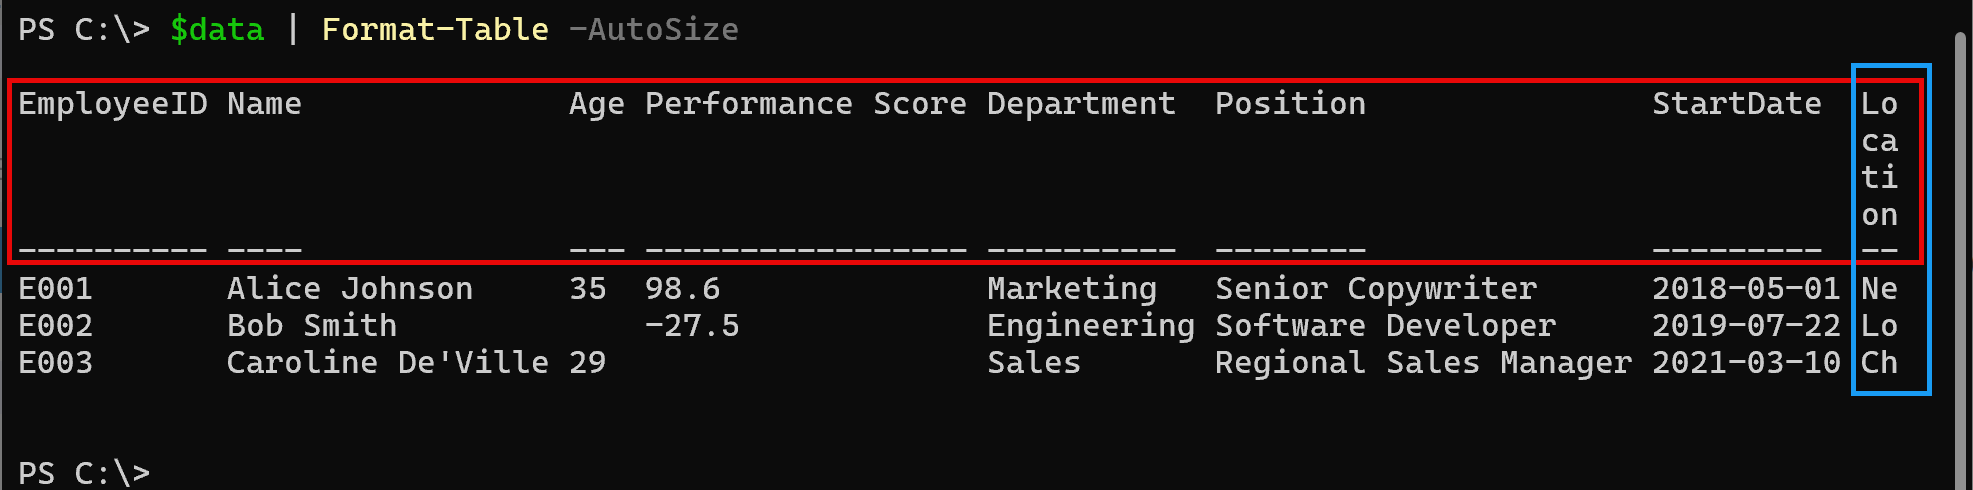 PS C:\> $data | Format-Table -AutoSize
EmployeeID Name              Age Performance Score Department  Position               StartDate  Lo
ca
ti
on
---------- ----              --- ----------------- ----------  --------               ---------  --
E001       Alice Johnson     35  98.6              Marketing   Senior Copywriter      2018-05-01 Ne
E002       Bob Smith             -27.5             Engineering Software Developer     2019-07-22 Lo
E003       Caroline De'Ville 29                    Sales       Regional Sales Manager 2021-03-10 Ch
PS C:\>